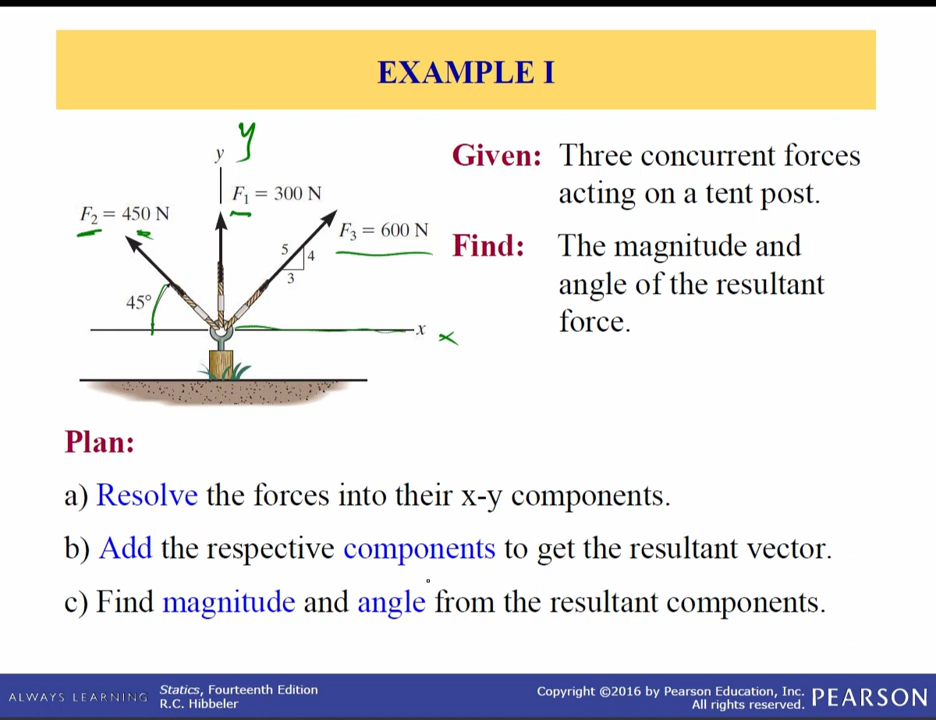 EXAMPLE I
y
y
F₁ = 300 N
F₂ = 450 N
F₃ = 600 N
5
4
3
45°
x
x
Given: Three concurrent forces
acting on a tent post.
Find: The magnitude and
angle of the resultant
force.
Plan:
a) Resolve the forces into their x-y components.
b) Add the respective components to get the resultant vector.
c) Find magnitude and angle from the resultant components.
ALWAYS LEARNING
Statics, Fourteenth Edition
R.C. Hibbeler
Copyright ©2016 by Pearson Education, Inc.
All rights reserved.
PEARSON